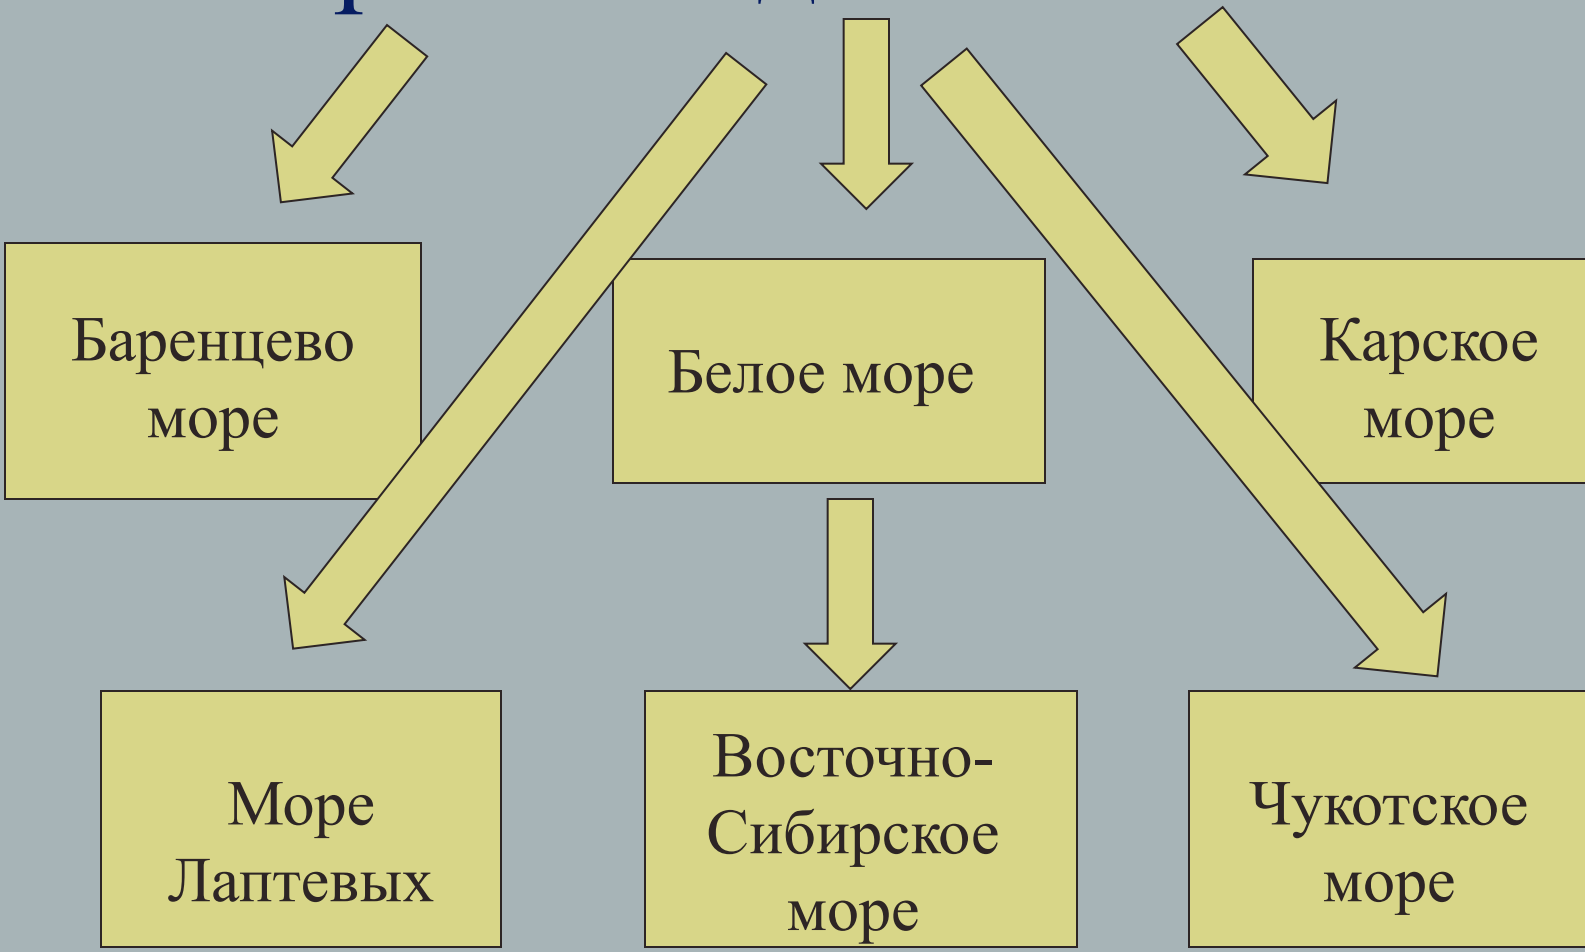 Баренцево
море
Белое море
Карское
море
Море
Лаптевых
Восточно-
Сибирское
море
Чукотское
море